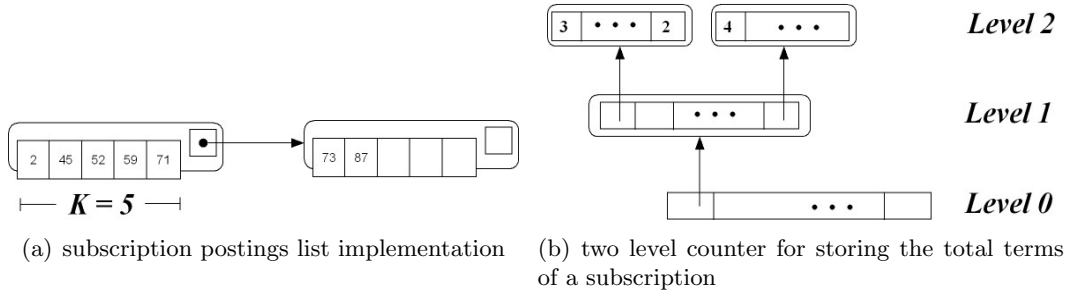 3 • • • 2 4 • • • Level 2
• • • Level 1
2 45 52 59 71 73 87
K = 5
• • • Level 0
(a) subscription postings list implementation
(b) two level counter for storing the total terms
of a subscription